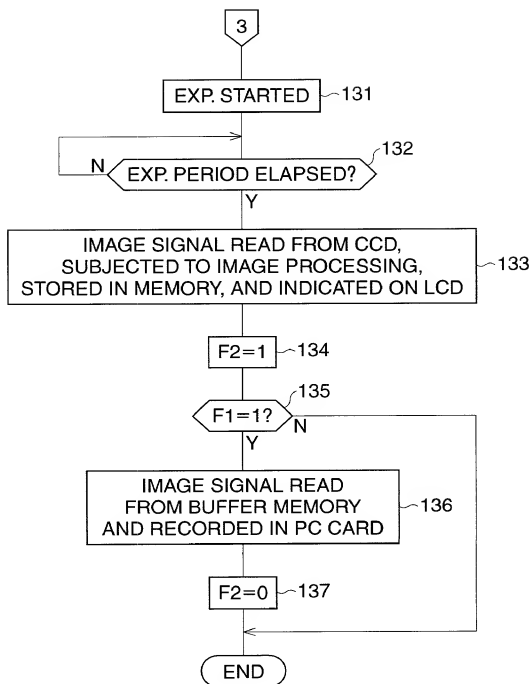 3
EXP. STARTED
131
132
N
EXP. PERIOD ELAPSED?
Y
IMAGE SIGNAL READ FROM CCD,
SUBJECTED TO IMAGE PROCESSING,
STORED IN MEMORY, AND INDICATED ON LCD
133
F2=1
134
135
F1=1?
N
Y
IMAGE SIGNAL READ
FROM BUFFER MEMORY
AND RECORDED IN PC CARD
136
F2=0
137
END